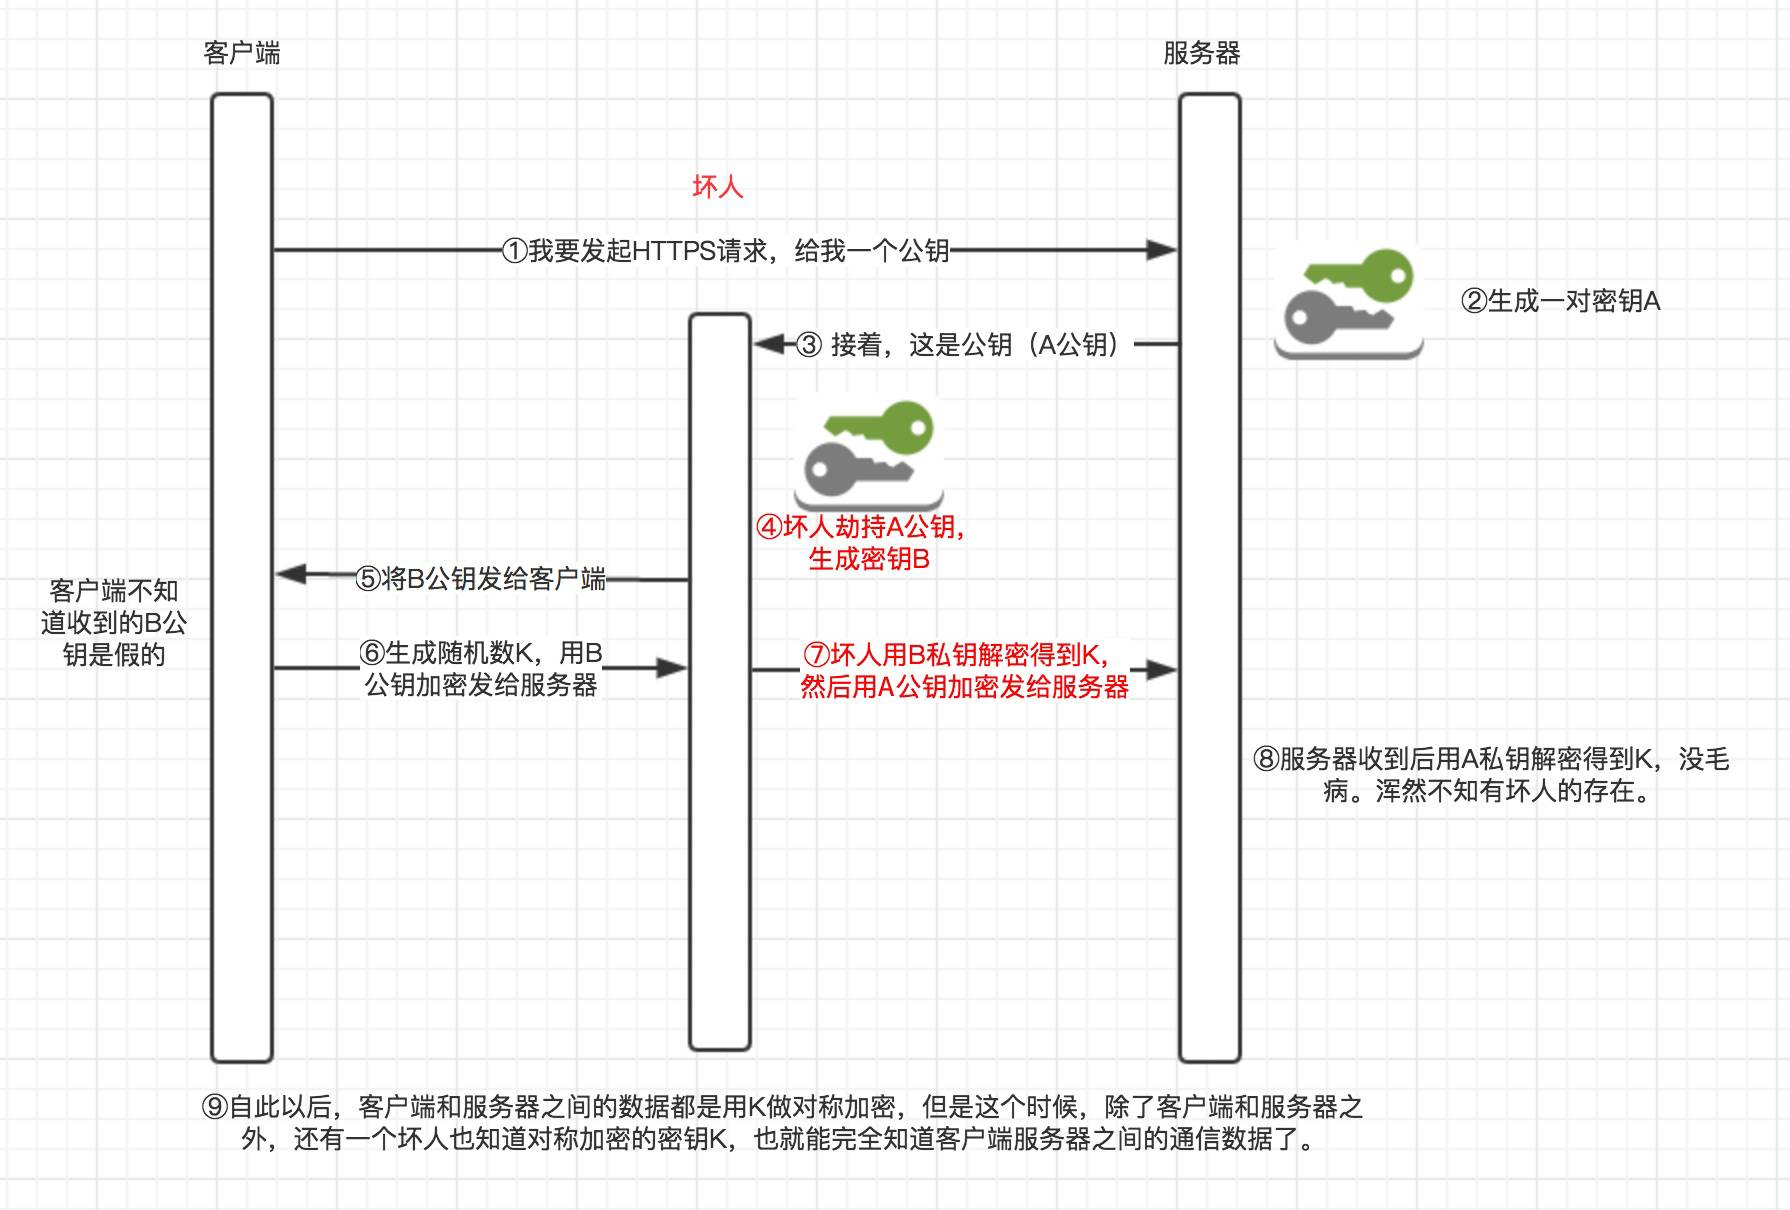 客户端
服务器
坏人
①我要发起HTTPS请求，给我一个公钥
②生成一对密钥A
③ 接着，这是公钥（A公钥）
④坏人劫持A公钥，
生成密钥B
⑤将B公钥发给客户端
客户端不知
道收到的B公
钥是假的
⑥生成随机数K，用B
公钥加密发给服务器
⑦坏人用B私钥解密得到K，
然后用A公钥加密发给服务器
⑧服务器收到后用A私钥解密得到K，没毛
病。浑然不知有坏人的存在。
⑨自此以后，客户端和服务器之间的数据都是用K做对称加密，但是这个时候，除了客户端和服务器之
外，还有一个坏人也知道对称加密的密钥K，也就能完全知道客户端服务器之间的通信数据了。